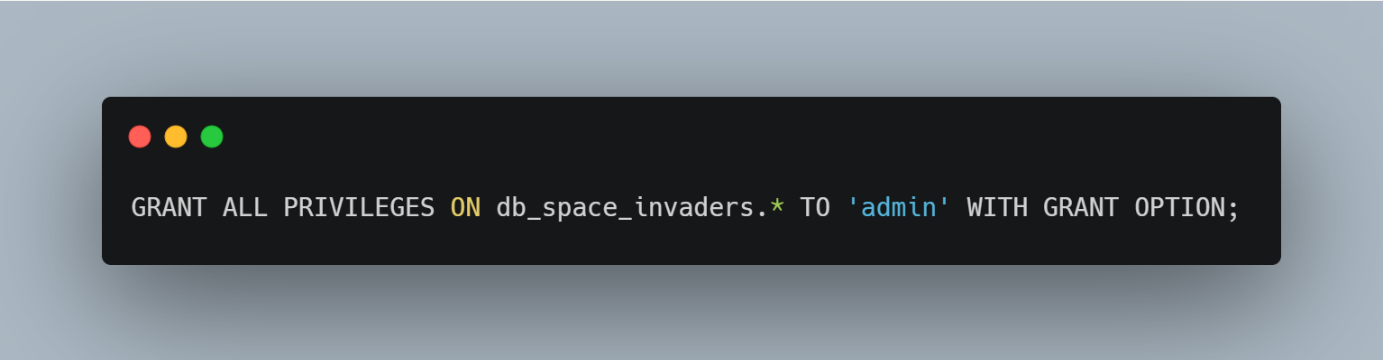 GRANT ALL PRIVILEGES ON db_space_invaders.* TO 'admin' WITH GRANT OPTION;